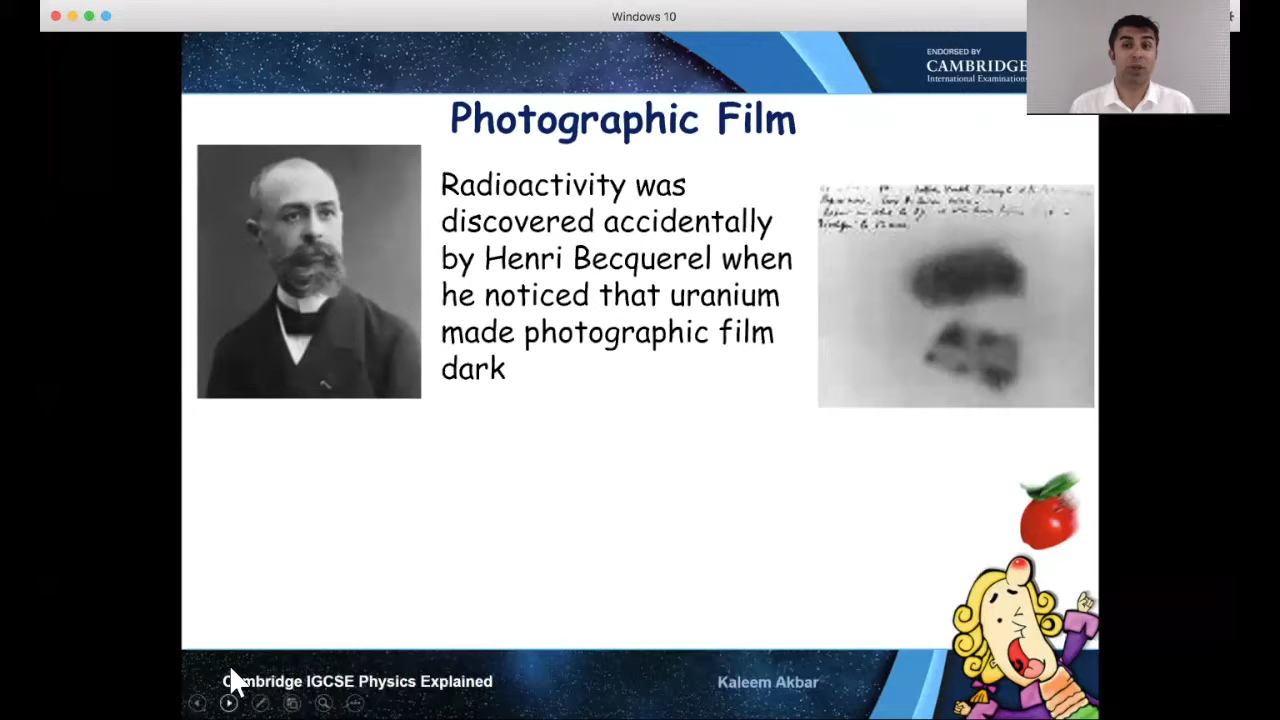 Windows 10
ENDORSED BY
CAMBRIDGE
International Examinations
Photographic Film
Radioactivity was
discovered accidentally
by Henri Becquerel when
he noticed that uranium
made photographic film
dark
Cambridge IGCSE Physics Explained
Kaleem Akbar